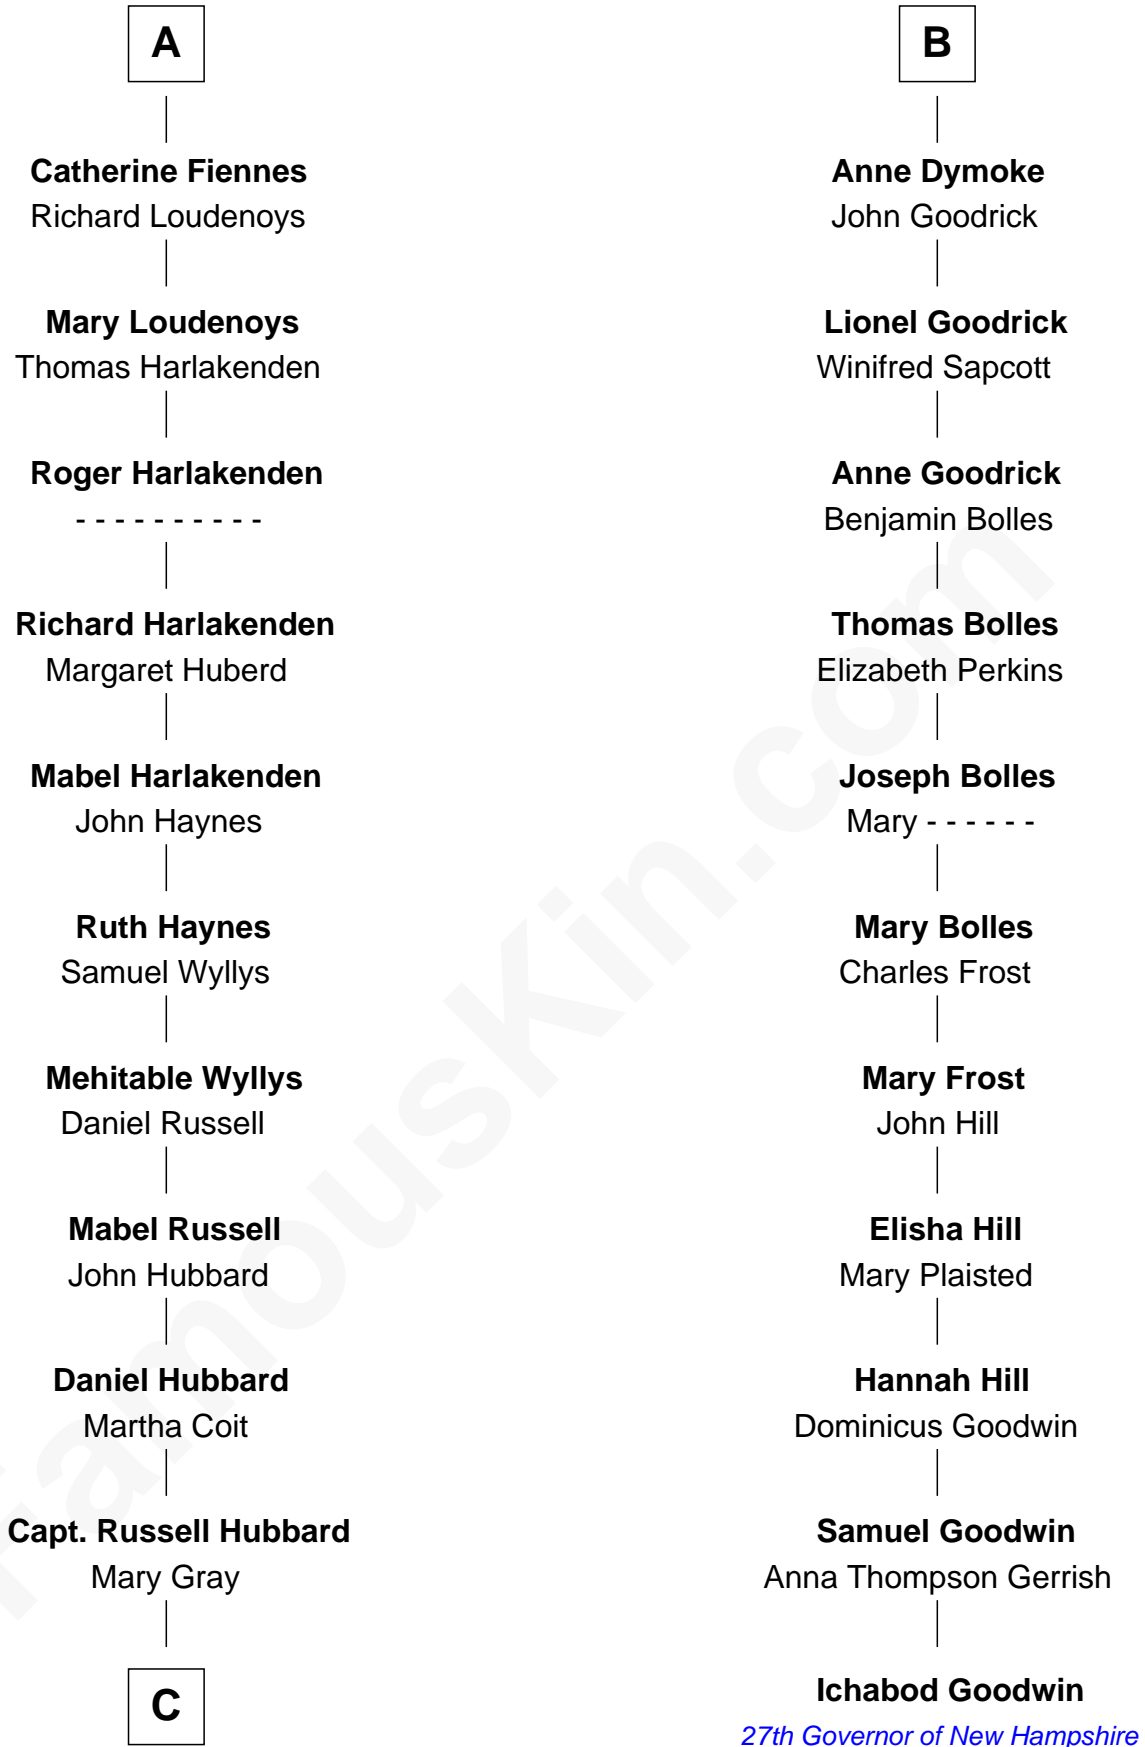 A
Catherine Fiennes
Richard Loudenoys
Mary Loudenoys
Thomas Harlakenden
Roger Harlakenden
- - - - - - - - - -
Richard Harlakenden
Margaret Huberd
Mabel Harlakenden
John Haynes
Ruth Haynes
Samuel Wyllys
Mehitable Wyllys
Daniel Russell
Mabel Russell
John Hubbard
Daniel Hubbard
Martha Coit
Capt. Russell Hubbard
Mary Gray
C
B
Anne Dymoke
John Goodrick
Lionel Goodrick
Winifred Sapcott
Anne Goodrick
Benjamin Bolles
Thomas Bolles
Elizabeth Perkins
Joseph Bolles
Mary - - - - - -
Mary Bolles
Charles Frost
Mary Frost
John Hill
Elisha Hill
Mary Plaisted
Hannah Hill
Dominicus Goodwin
Samuel Goodwin
Anna Thompson Gerrish
Ichabod Goodwin
27th Governor of New Hampshire
FamousKin.com